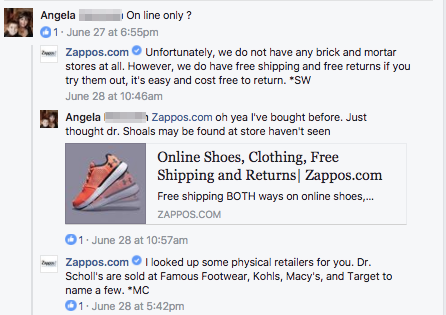 Angela On line only ?
1 · June 27 at 6:55pm
Zappos.com Unfortunately, we do not have any brick and mortar
stores at all. However, we do have free shipping and free returns if you
try them out, it's easy and cost free to return. *SW
June 28 at 10:46am
Angela Zappos.com oh yea I've bought before. Just
thought dr. Shoals may be found at store haven't seen
Online Shoes, Clothing, Free
Shipping and Returns| Zappos.com
Free shipping BOTH ways on online shoes,...
ZAPPOS.COM
1 · June 28 at 10:57am
Zappos.com I looked up some physical retailers for you. Dr.
Scholl's are sold at Famous Footwear, Kohls, Macy's, and Target to
name a few. *MC
1 · June 28 at 5:42pm